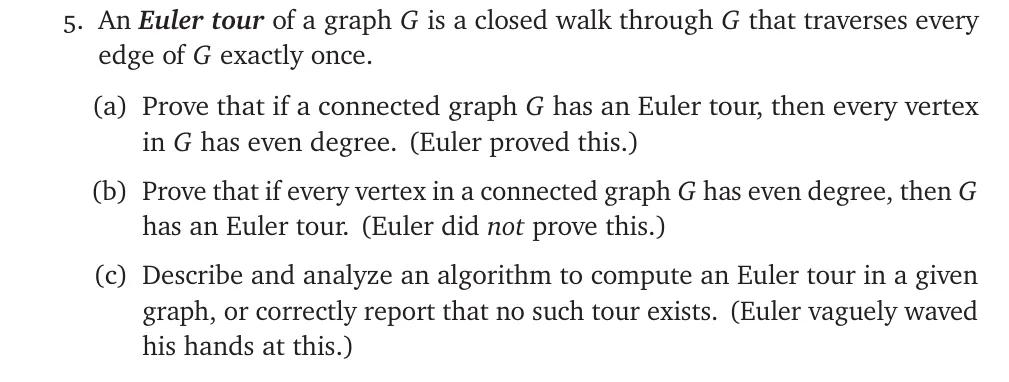 5. An Euler tour of a graph G is a closed walk through G that traverses every
edge of G exactly once.
(a) Prove that if a connected graph G has an Euler tour, then every vertex
in G has even degree. (Euler proved this.)
(b) Prove that if every vertex in a connected graph G has even degree, then G
has an Euler tour. (Euler did not prove this.)
(c) Describe and analyze an algorithm to compute an Euler tour in a given
graph, or correctly report that no such tour exists. (Euler vaguely waved
his hands at this.)